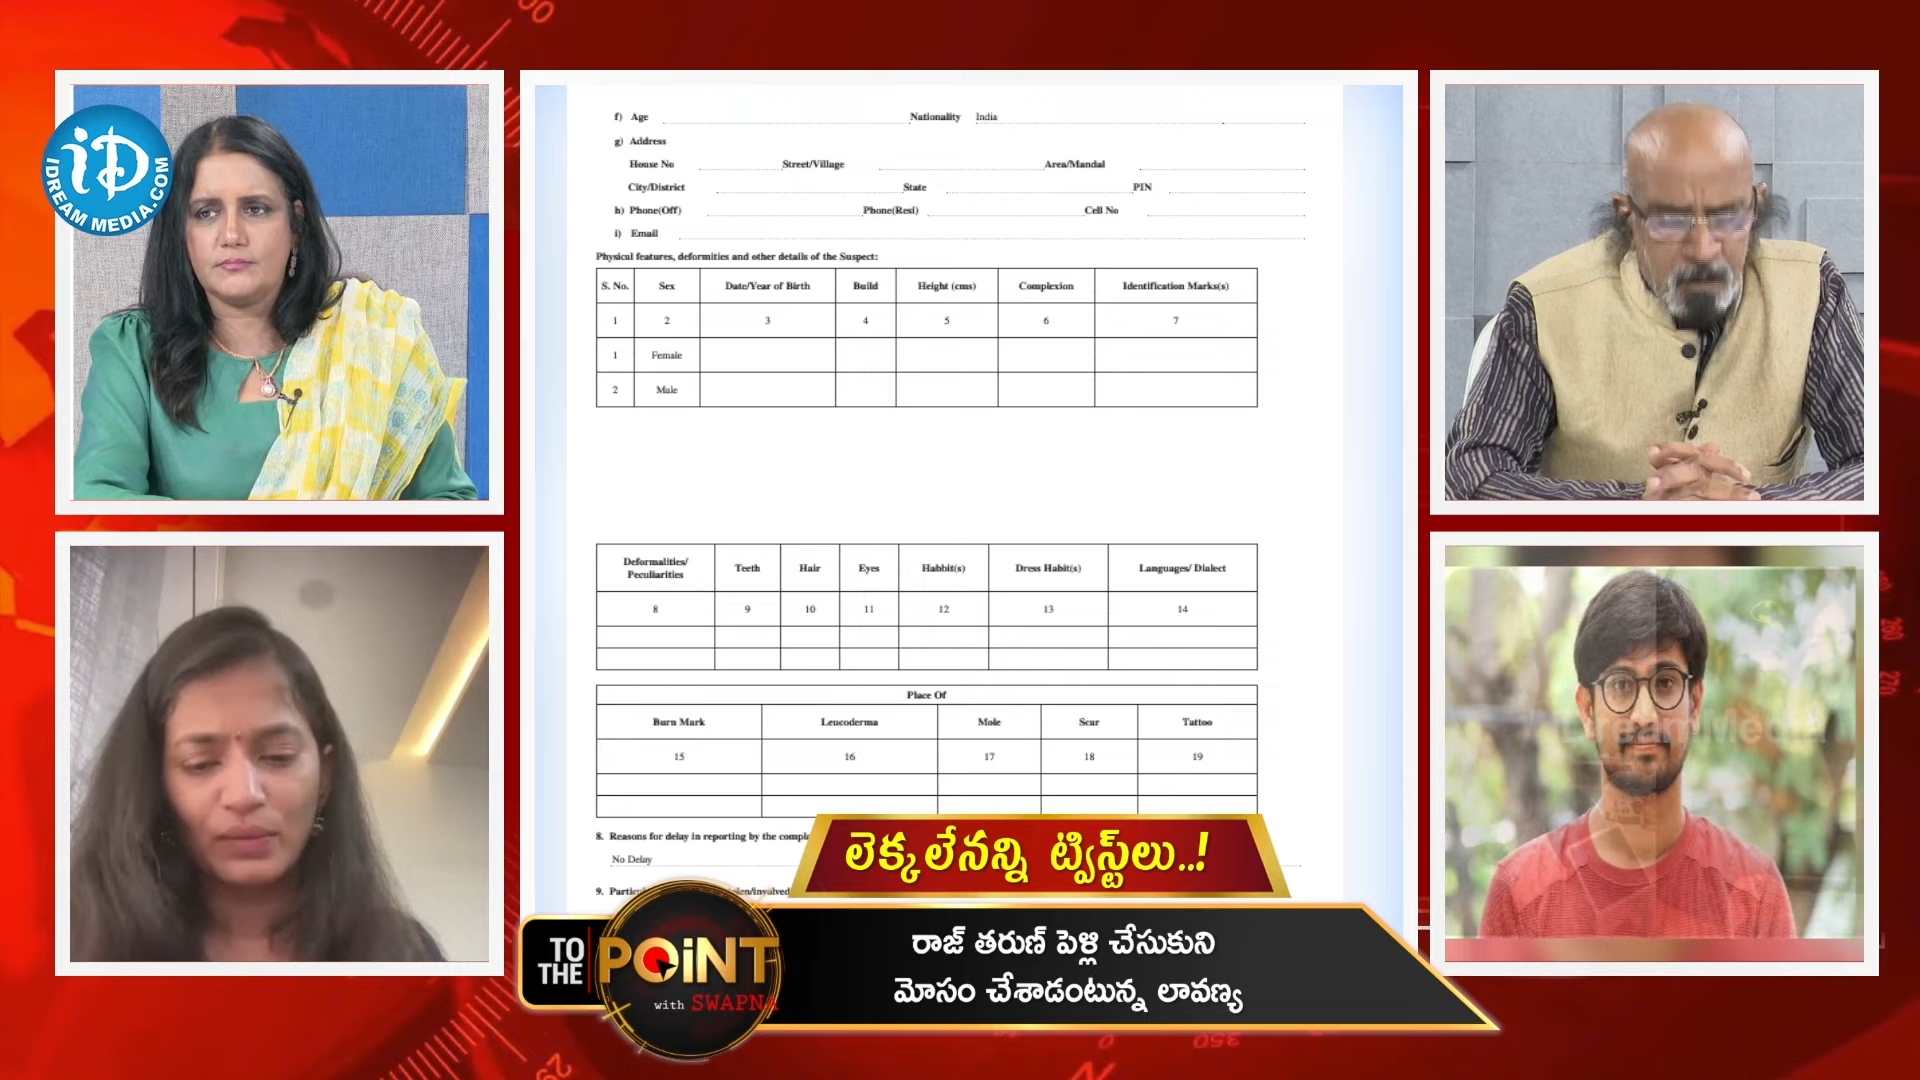 iD
IDREAM MEDIA.COM
f) Age Nationality India
g) Address
House No Street/Village Area/Mandal
City/District State PIN
h) Phone(Off) Phone(Resi) Cell No
i) Email
Physical features, deformities and other details of the Suspect:
S. No. Sex Date/Year of Birth Build Height (cms) Complexion Identification Marks(s)
1 2 3 4 5 6 7
1 Female
2 Male
Deformalities/ Peculiarities Teeth Hair Eyes Habbit(s) Dress Habit(s) Languages/ Dialect
8 9 10 11 12 13 14
Place Of
Burn Mark Leucoderma Mole Scar Tattoo
15 16 17 18 19
8. Reasons for delay in reporting by the
No Delay
9.
లెక్కలేనన్ని ట్విస్ట్‌లు..!
TO THE POiNT
with SWAPNA
రాజ్ తరుణ్ పెళ్లి చేసుకుని
మోసం చేశాడంటున్న లావణ్య
iDream Media